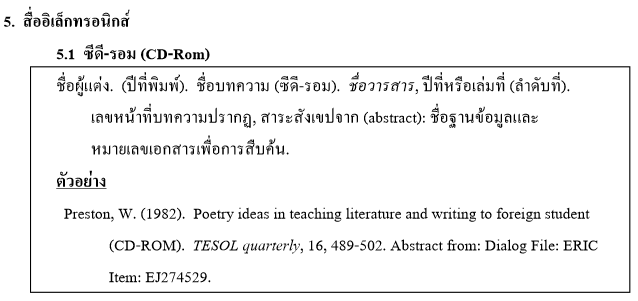 5. สื่ออิเล็กทรอนิกส์
5.1 ซีดี-รอม (CD-Rom)
ชื่อผู้แต่ง. (ปีที่พิมพ์). ชื่อบทความ (ซีดี-รอม). ชื่อวารสาร, ปีที่หรือเล่มที่ (ลำดับที่).
เลขหน้าที่บทความปรากฏ, สาระสังเขปจาก (abstract): ชื่อฐานข้อมูลและ
หมายเลขเอกสารเพื่อการสืบค้น.
ตัวอย่าง
Preston, W. (1982). Poetry ideas in teaching literature and writing to foreign student
(CD-ROM). TESOL quarterly, 16, 489-502. Abstract from: Dialog File: ERIC
Item: EJ274529.